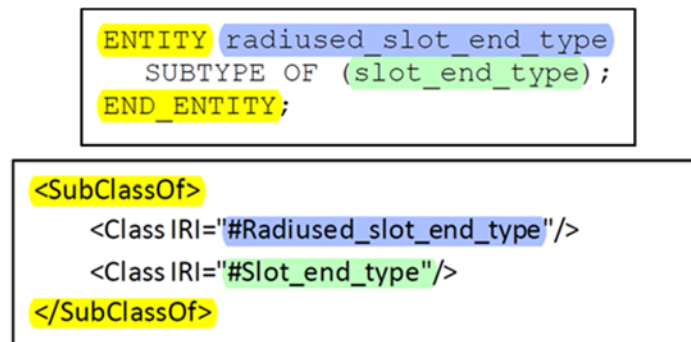 ENTITY radiused_slot_end_type
SUBTYPE OF (slot_end_type);
END_ENTITY;
<SubClassOf>
<Class IRI="#Radiused_slot_end_type"/>
<Class IRI="#Slot_end_type"/>
</SubClassOf>